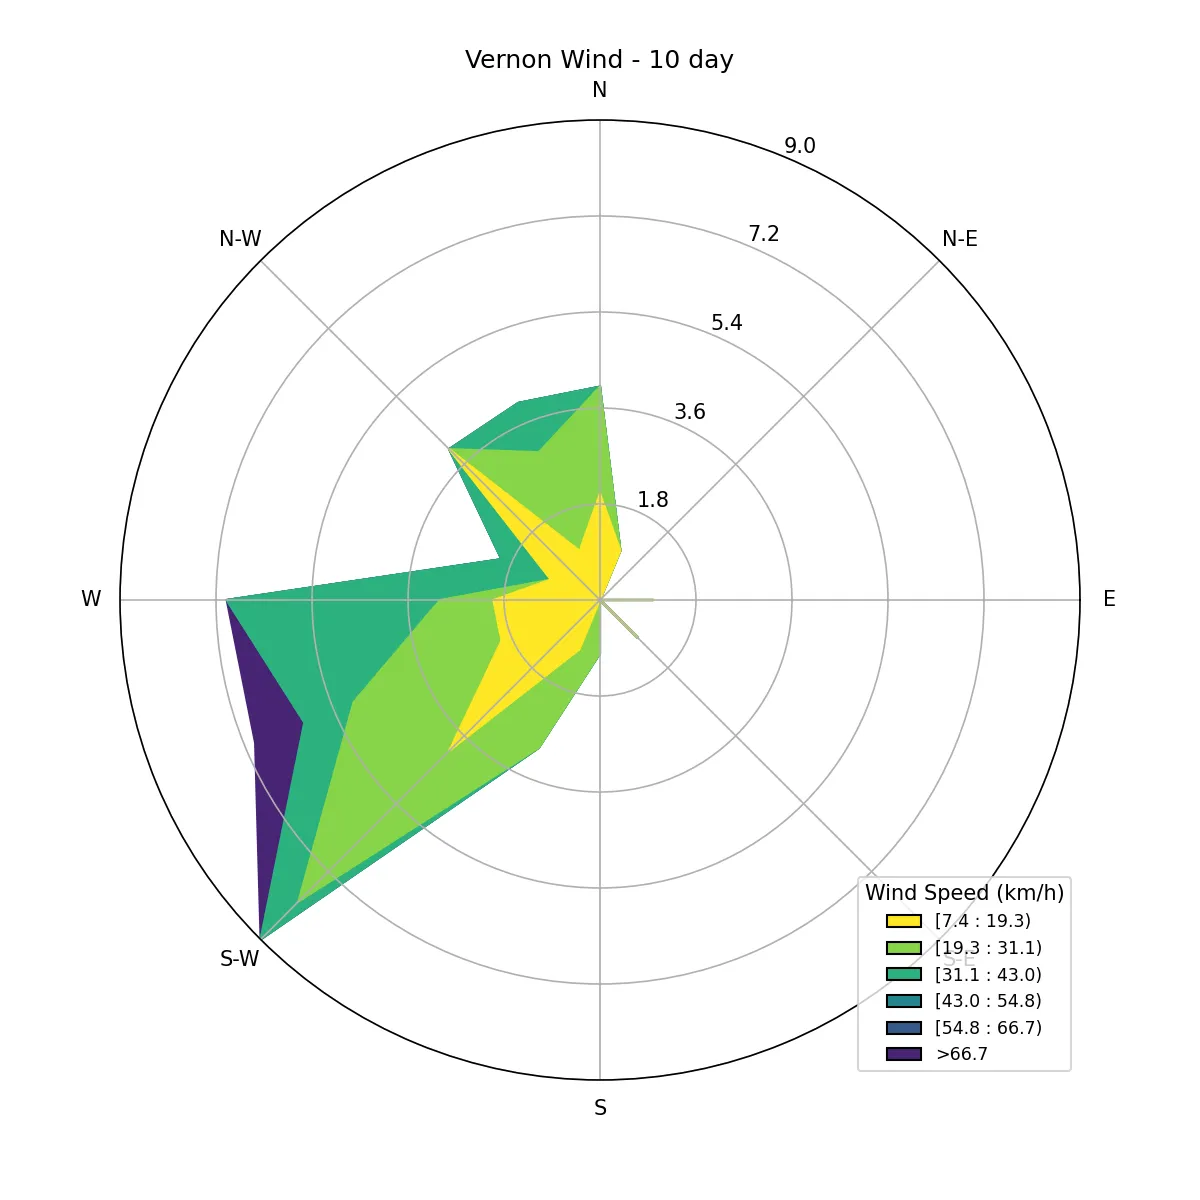 Vernon Wind - 10 day
N
9.0
7.2
N-W
N-E
5.4
3.6
1.8
W
E
S-W
S-E
S
Wind Speed (km/h)
[7.4 : 19.3)
[19.3 : 31.1)
[31.1 : 43.0)
[43.0 : 54.8)
[54.8 : 66.7)
>66.7